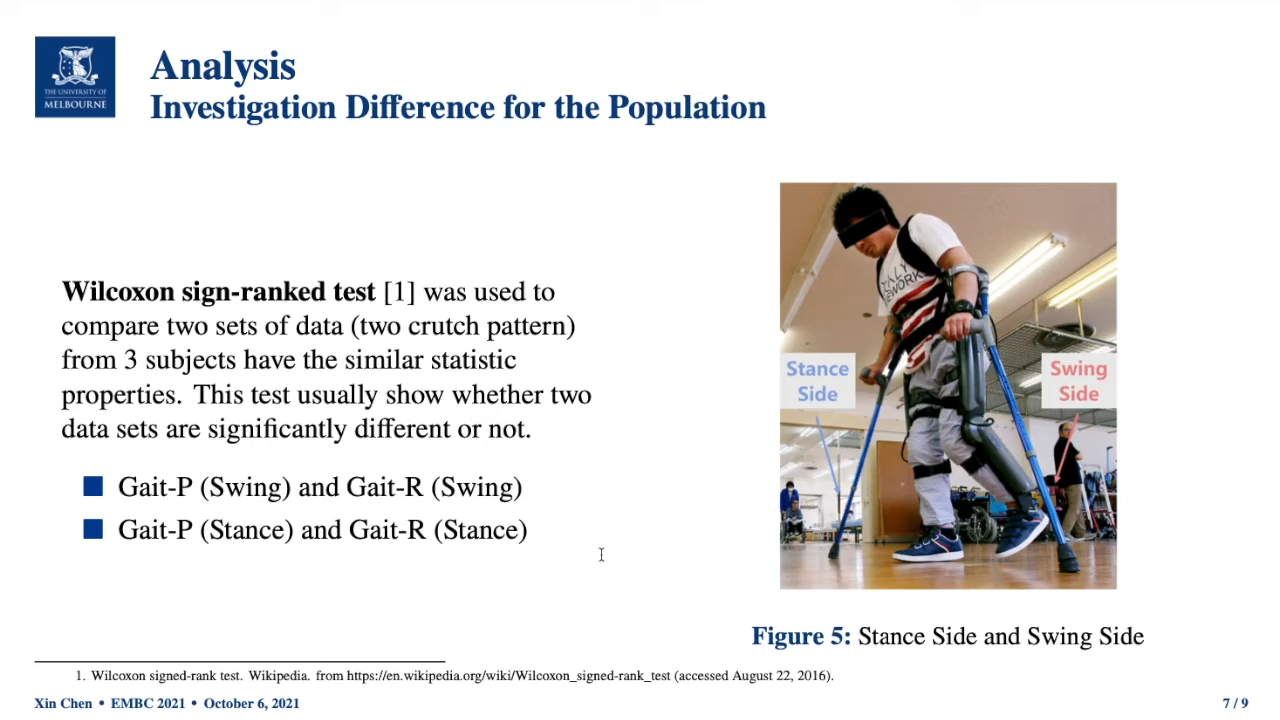 THE UNIVERSITY OF
MELBOURNE
Analysis
Investigation Difference for the Population
Wilcoxon sign-ranked test [1] was used to
compare two sets of data (two crutch pattern)
from 3 subjects have the similar statistic
properties. This test usually show whether two
data sets are significantly different or not.
Gait-P (Swing) and Gait-R (Swing)
Gait-P (Stance) and Gait-R (Stance)
Stance
Side
Swing
Side
Figure 5: Stance Side and Swing Side
1. Wilcoxon signed-rank test. Wikipedia. from https://en.wikipedia.org/wiki/Wilcoxon_signed-rank_test (accessed August 22, 2016).
Xin Chen • EMBC 2021 • October 6, 2021
7 / 9